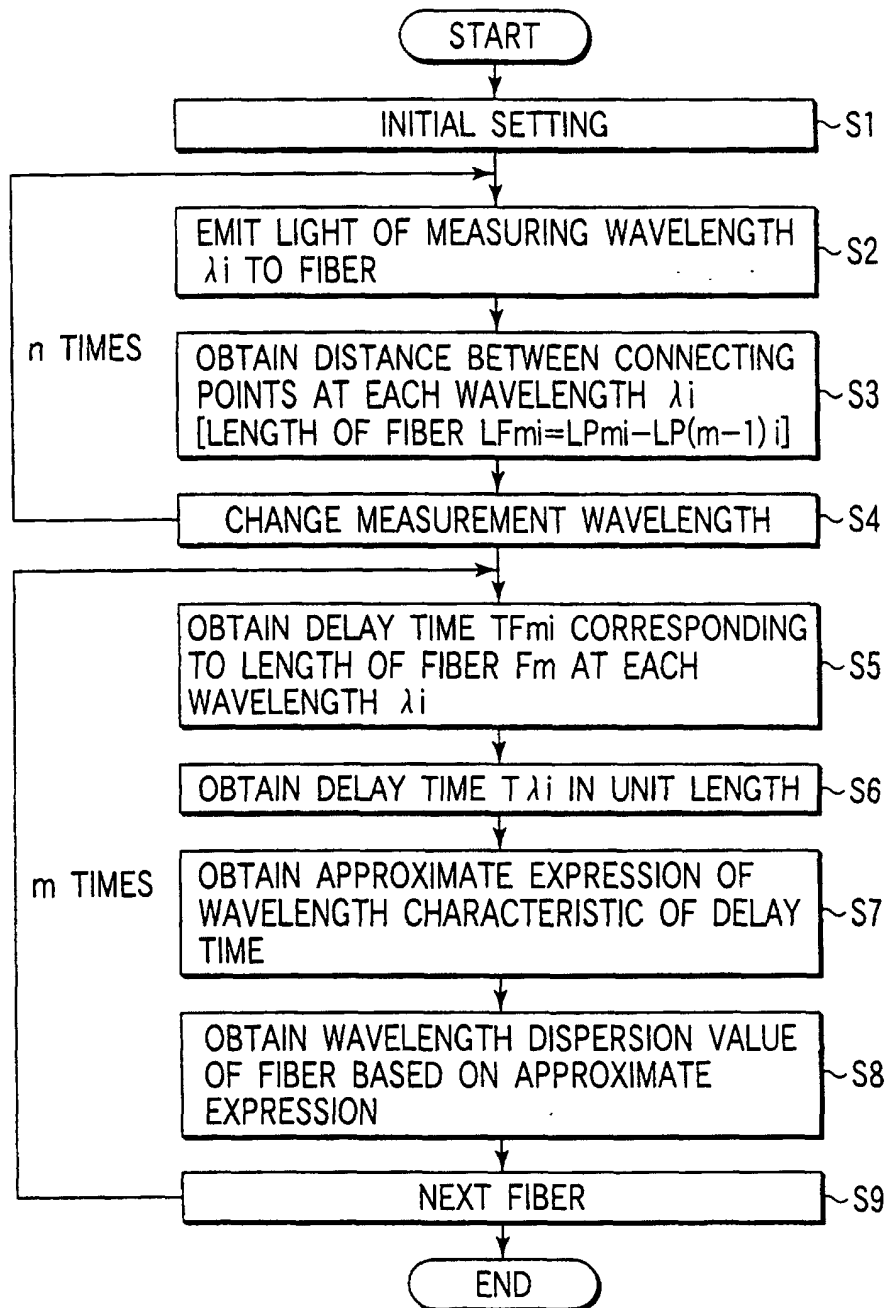 START
INITIAL SETTING
~S1
EMIT LIGHT OF MEASURING WAVELENGTH
λi TO FIBER
~S2
n TIMES
OBTAIN DISTANCE BETWEEN CONNECTING
POINTS AT EACH WAVELENGTH λi
[LENGTH OF FIBER LFmi=LPmi-LP(m-1)i]
~S3
CHANGE MEASUREMENT WAVELENGTH
~S4
OBTAIN DELAY TIME TFmi CORRESPONDING
TO LENGTH OF FIBER Fm AT EACH
WAVELENGTH λi
~S5
OBTAIN DELAY TIME Tλi IN UNIT LENGTH
~S6
m TIMES
OBTAIN APPROXIMATE EXPRESSION OF
WAVELENGTH CHARACTERISTIC OF DELAY
TIME
~S7
OBTAIN WAVELENGTH DISPERSION VALUE
OF FIBER BASED ON APPROXIMATE
EXPRESSION
~S8
NEXT FIBER
~S9
END